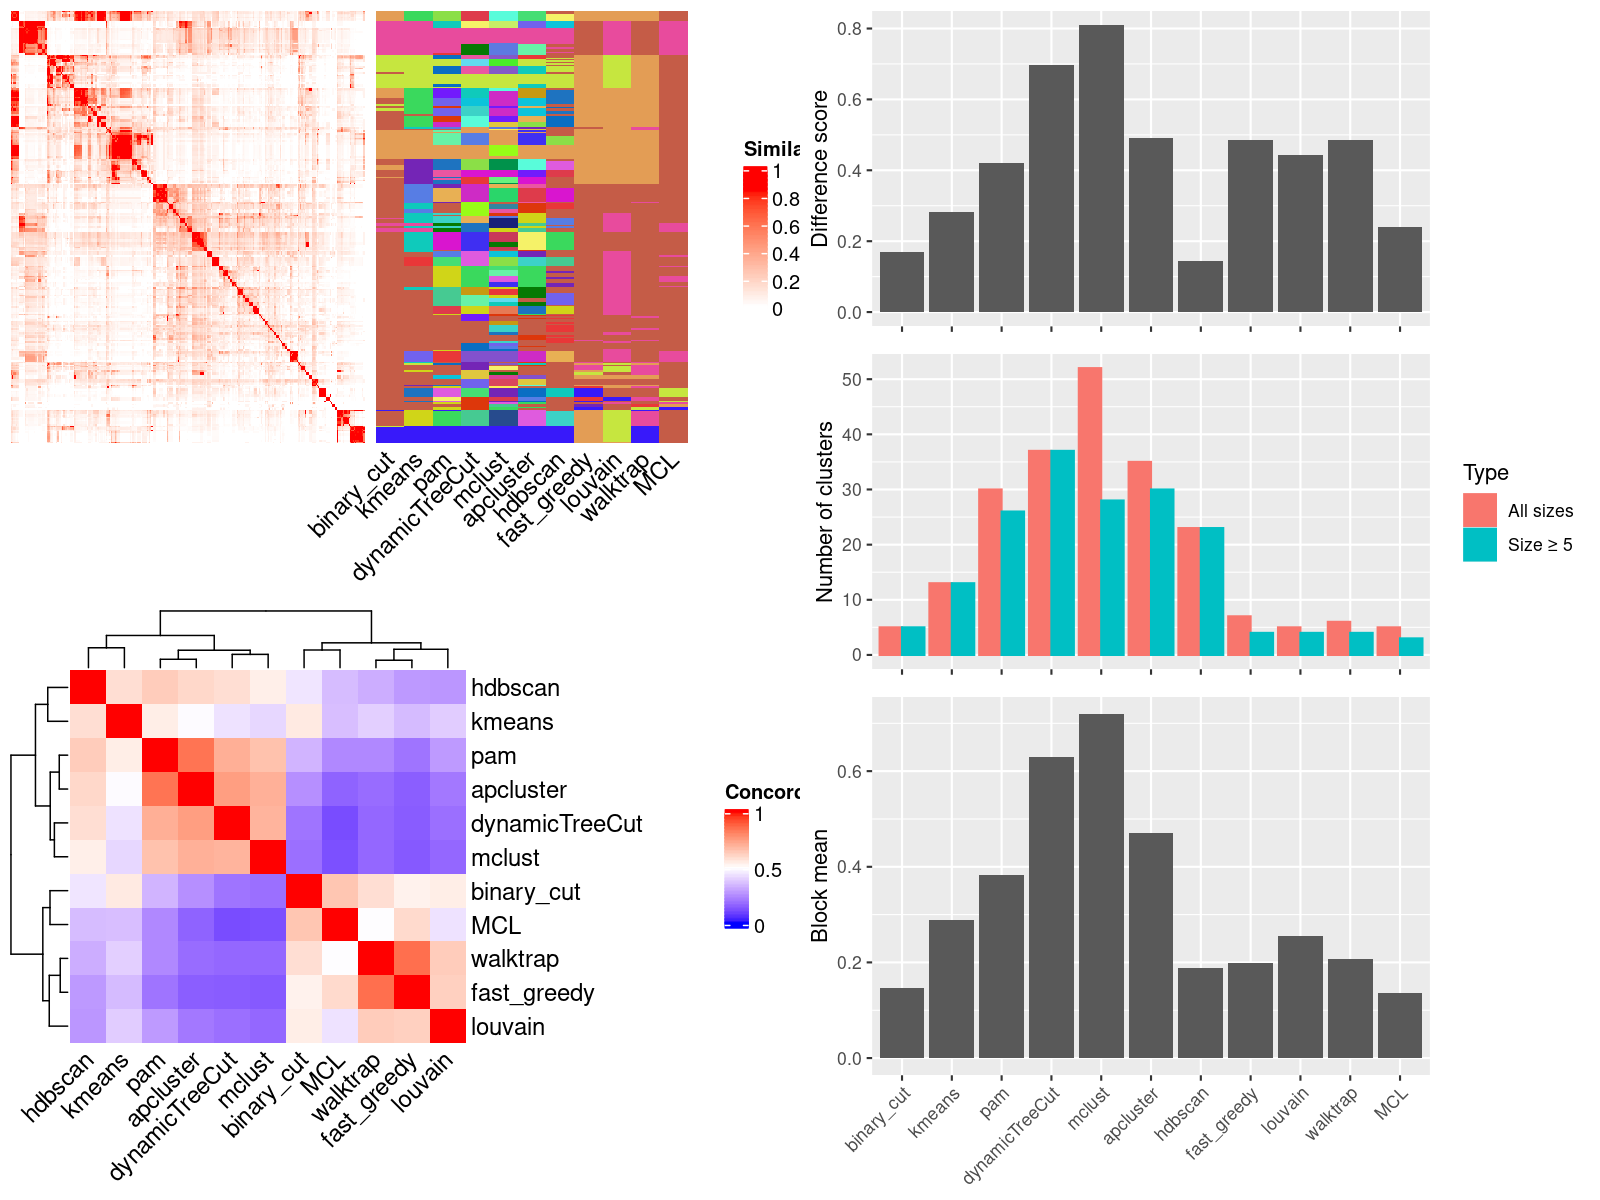 Simila
1
0.8
0.6
0.4
0.2
0
binary_cut
kmeans
pam
dynamicTreeCut
mclust
apcluster
hdbscan
fast_greedy
louvain
walktrap
MCL
hdbscan
kmeans
pam
apcluster
dynamicTreeCut
mclust
binary_cut
MCL
walktrap
fast_greedy
louvain
hdbscan
kmeans
pam
apcluster
dynamicTreeCut
mclust
binary_cut
MCL
walktrap
fast_greedy
louvain
Concord
1
0.5
0
Difference score
0.8
0.6
0.4
0.2
0.0
Number of clusters
50
40
30
20
10
0
Type
All sizes
Size ≥ 5
Block mean
0.6
0.4
0.2
0.0
binary_cut
kmeans
pam
dynamicTreeCut
mclust
apcluster
hdbscan
fast_greedy
louvain
walktrap
MCL